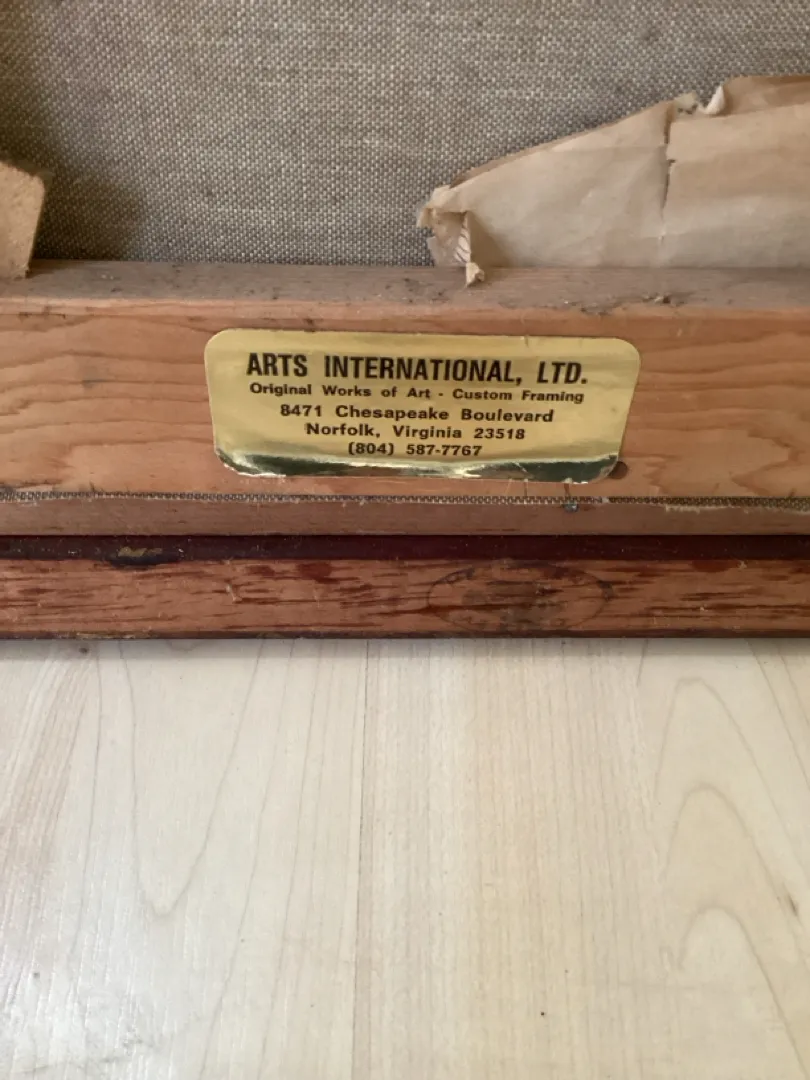 ARTS INTERNATIONAL, LTD.
Original Works of Art - Custom Framing
8471 Chesapeake Boulevard
Norfolk, Virginia 23518
(804) 587-7767